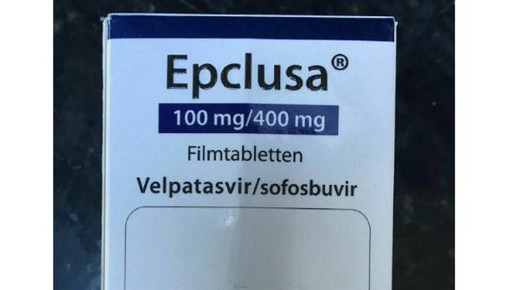 Epclusa®
100 mg/400 mg
Filmtabletten
Velpatasvir/sofosbuvir